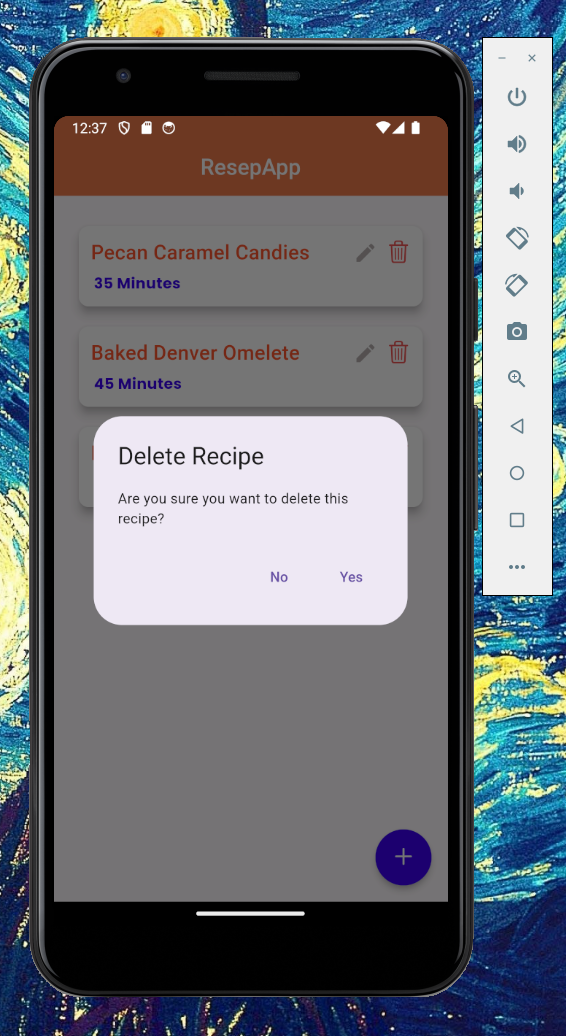 12:37
ResepApp
Pecan Caramel Candies
35 Minutes
Baked Denver Omelete
45 Minutes
Delete Recipe
Are you sure you want to delete this
recipe?
No Yes